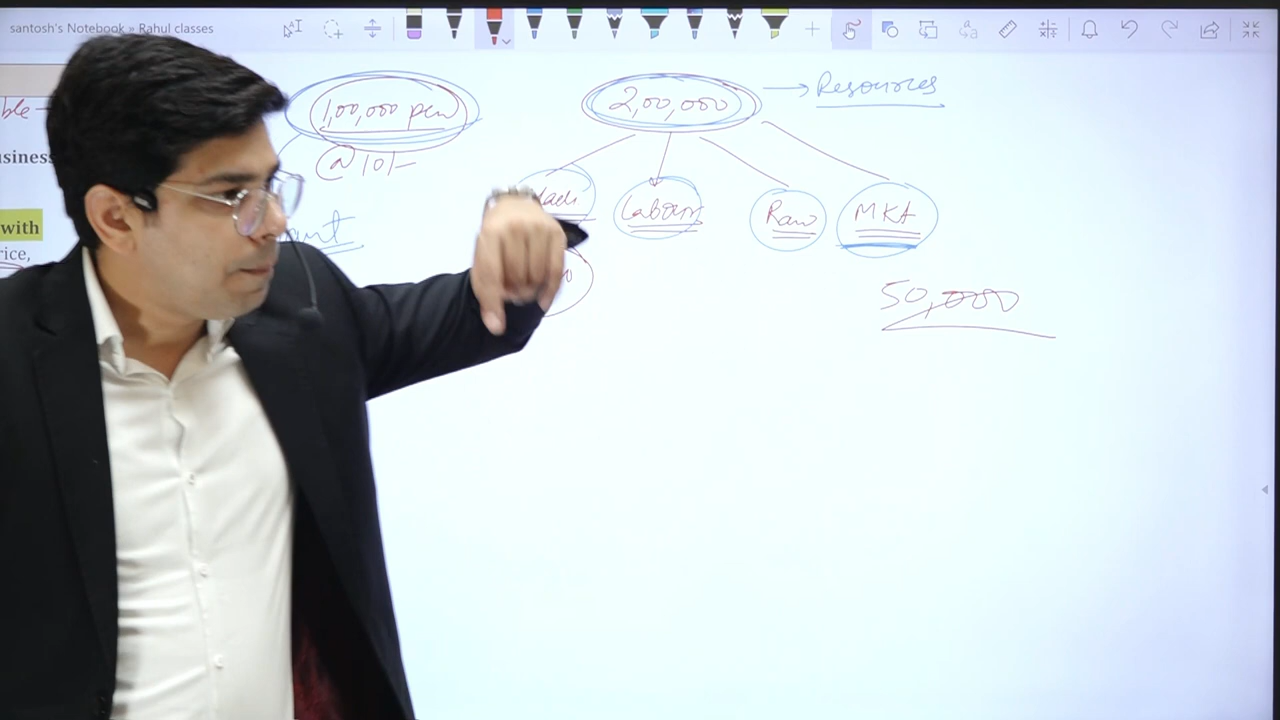 santosh's Notebook » Rahul classes
ble
usiness
with
rice,
1,00,000 pen
@ 10/-
2,00,000
Resources
Labour
Raw
MKt
50,000